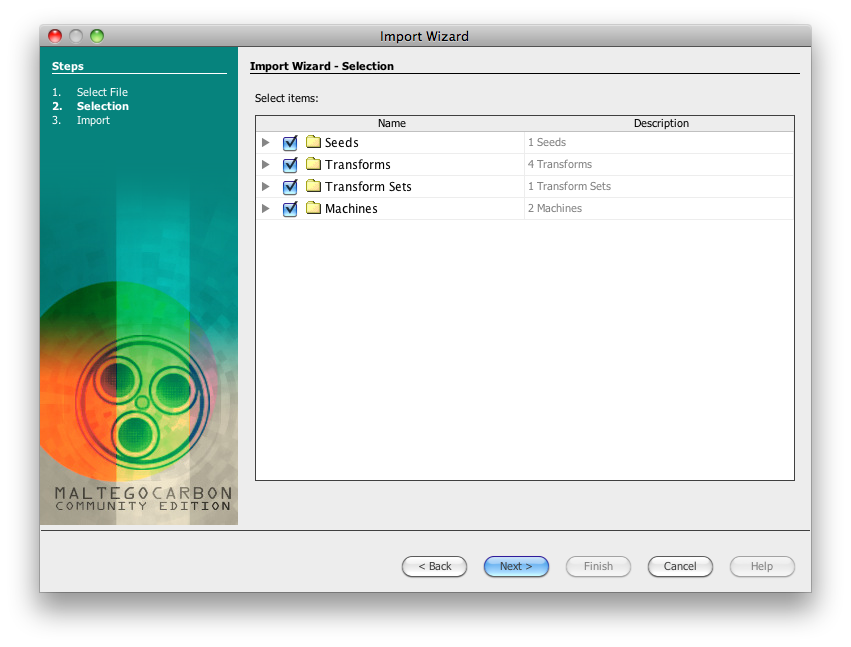 Import Wizard
Steps
1. Select File
2. Selection
3. Import
MALTEGOCARBON
COMMUNITY EDITION
Import Wizard - Selection
Select items:
Name Description
Seeds 1 Seeds
Transforms 4 Transforms
Transform Sets 1 Transform Sets
Machines 2 Machines
< Back Next > Finish Cancel Help